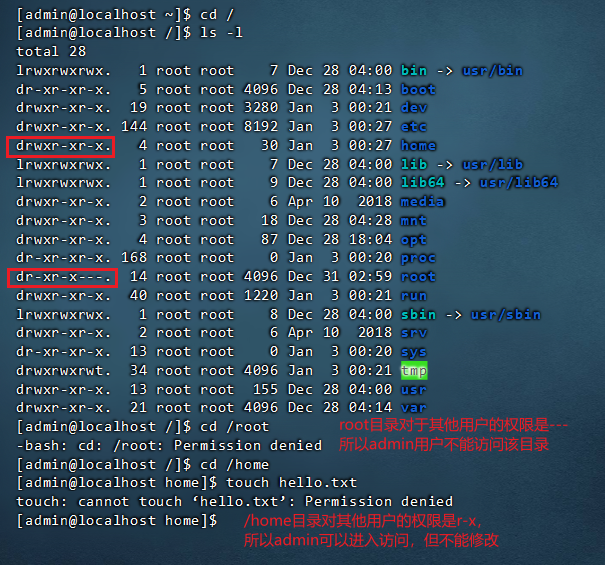 [admin@localhost ~]$ cd /
[admin@localhost /]$ ls -l
total 28
lrwxrwxrwx.   1 root root    7 Dec 28 04:00 bin -> usr/bin
dr-xr-xr-x.   5 root root 4096 Dec 28 04:13 boot
drwxr-xr-x.  19 root root 3280 Jan  3 00:21 dev
drwxr-xr-x. 144 root root 8192 Jan  3 00:27 etc
drwxr-xr-x.   4 root root   30 Jan  3 00:27 home
lrwxrwxrwx.   1 root root    7 Dec 28 04:00 lib -> usr/lib
lrwxrwxrwx.   1 root root    9 Dec 28 04:00 lib64 -> usr/lib64
drwxr-xr-x.   2 root root    6 Apr 10  2018 media
drwxr-xr-x.   3 root root   18 Dec 28 04:28 mnt
drwxr-xr-x.   4 root root   87 Dec 28 18:04 opt
dr-xr-xr-x. 168 root root    0 Jan  3 00:20 proc
dr-xr-x---.  14 root root 4096 Dec 31 02:59 root
drwxr-xr-x.  40 root root 1220 Jan  3 00:21 run
lrwxrwxrwx.   1 root root    8 Dec 28 04:00 sbin -> usr/sbin
drwxr-xr-x.   2 root root    6 Apr 10  2018 srv
dr-xr-xr-x.  13 root root    0 Jan  3 00:20 sys
drwxrwxrwt.  34 root root 4096 Jan  3 00:21 tmp
drwxr-xr-x.  13 root root  155 Dec 28 04:00 usr
drwxr-xr-x.  21 root root 4096 Dec 28 04:14 var
[admin@localhost /]$ cd /root
-bash: cd: /root: Permission denied
root目录对于其他用户的权限是---
所以admin用户不能访问该目录
[admin@localhost /]$ cd /home
[admin@localhost home]$ touch hello.txt
touch: cannot touch ‘hello.txt’: Permission denied
[admin@localhost home]$
/home目录对其他用户的权限是r-x,
所以admin可以进入访问，但不能修改